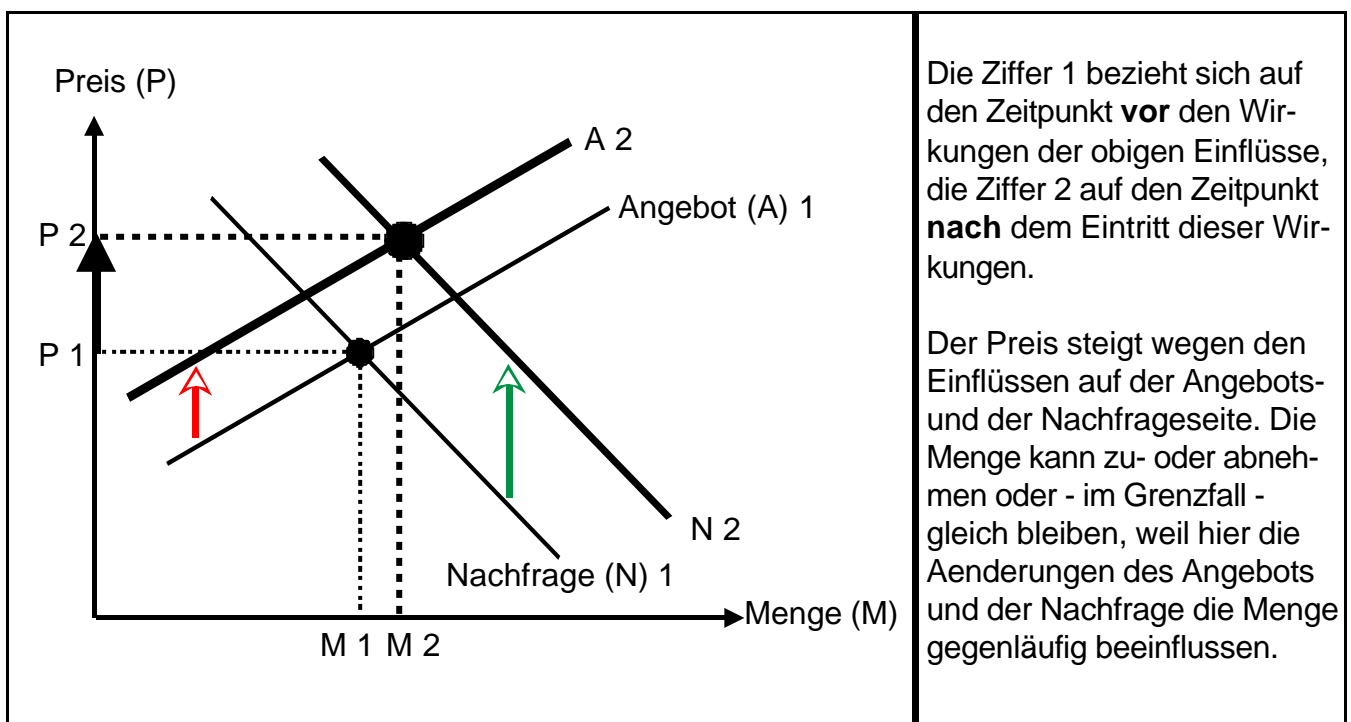 Preis (P)
A 2
Angebot (A) 1
P 2
P 1
N 2
Nachfrage (N) 1
Menge (M)
M 1 M 2
Die Ziffer 1 bezieht sich auf
den Zeitpunkt vor den Wir-
kungen der obigen Einflüsse,
die Ziffer 2 auf den Zeitpunkt
nach dem Eintritt dieser Wir-
kungen.
Der Preis steigt wegen den
Einflüssen auf der Angebots-
und der Nachfrageseite. Die
Menge kann zu- oder abneh-
men oder - im Grenzfall -
gleich bleiben, weil hier die
Aenderungen des Angebots
und der Nachfrage die Menge
gegenläufig beeinflussen.